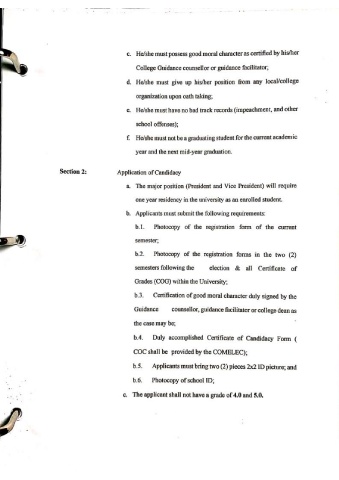 c. He/she must possess good moral character as certified by his/her
College Guidance counsellor or guidance facilitator;
d. He/she must give up his/her position from any local/college
organization upon oath taking;
e. He/she must have no bad track records (impeachment, and other
school offenses);
f. He/she must not be a graduating student for the current academic
year and the next mid-year graduation.
Section 2: Application of Candidacy
a. The major position (President and Vice President) will require
one year residency in the university as an enrolled student.
b. Applicants must submit the following requirements:
b.1. Photocopy of the registration form of the current
semester;
b.2. Photocopy of the registration forms in the two (2)
semesters following the election & all Certificate of
Grades (COG) within the University;
b.3. Certification of good moral character duly signed by the
Guidance counsellor, guidance facilitator or college dean as
the case may be;
b.4. Duly accomplished Certificate of Candidacy Form (
COC shall be provided by the COMELEC);
b.5. Applicants must bring two (2) pieces 2x2 ID picture; and
b.6. Photocopy of school ID;
c. The applicant shall not have a grade of 4.0 and 5.0.